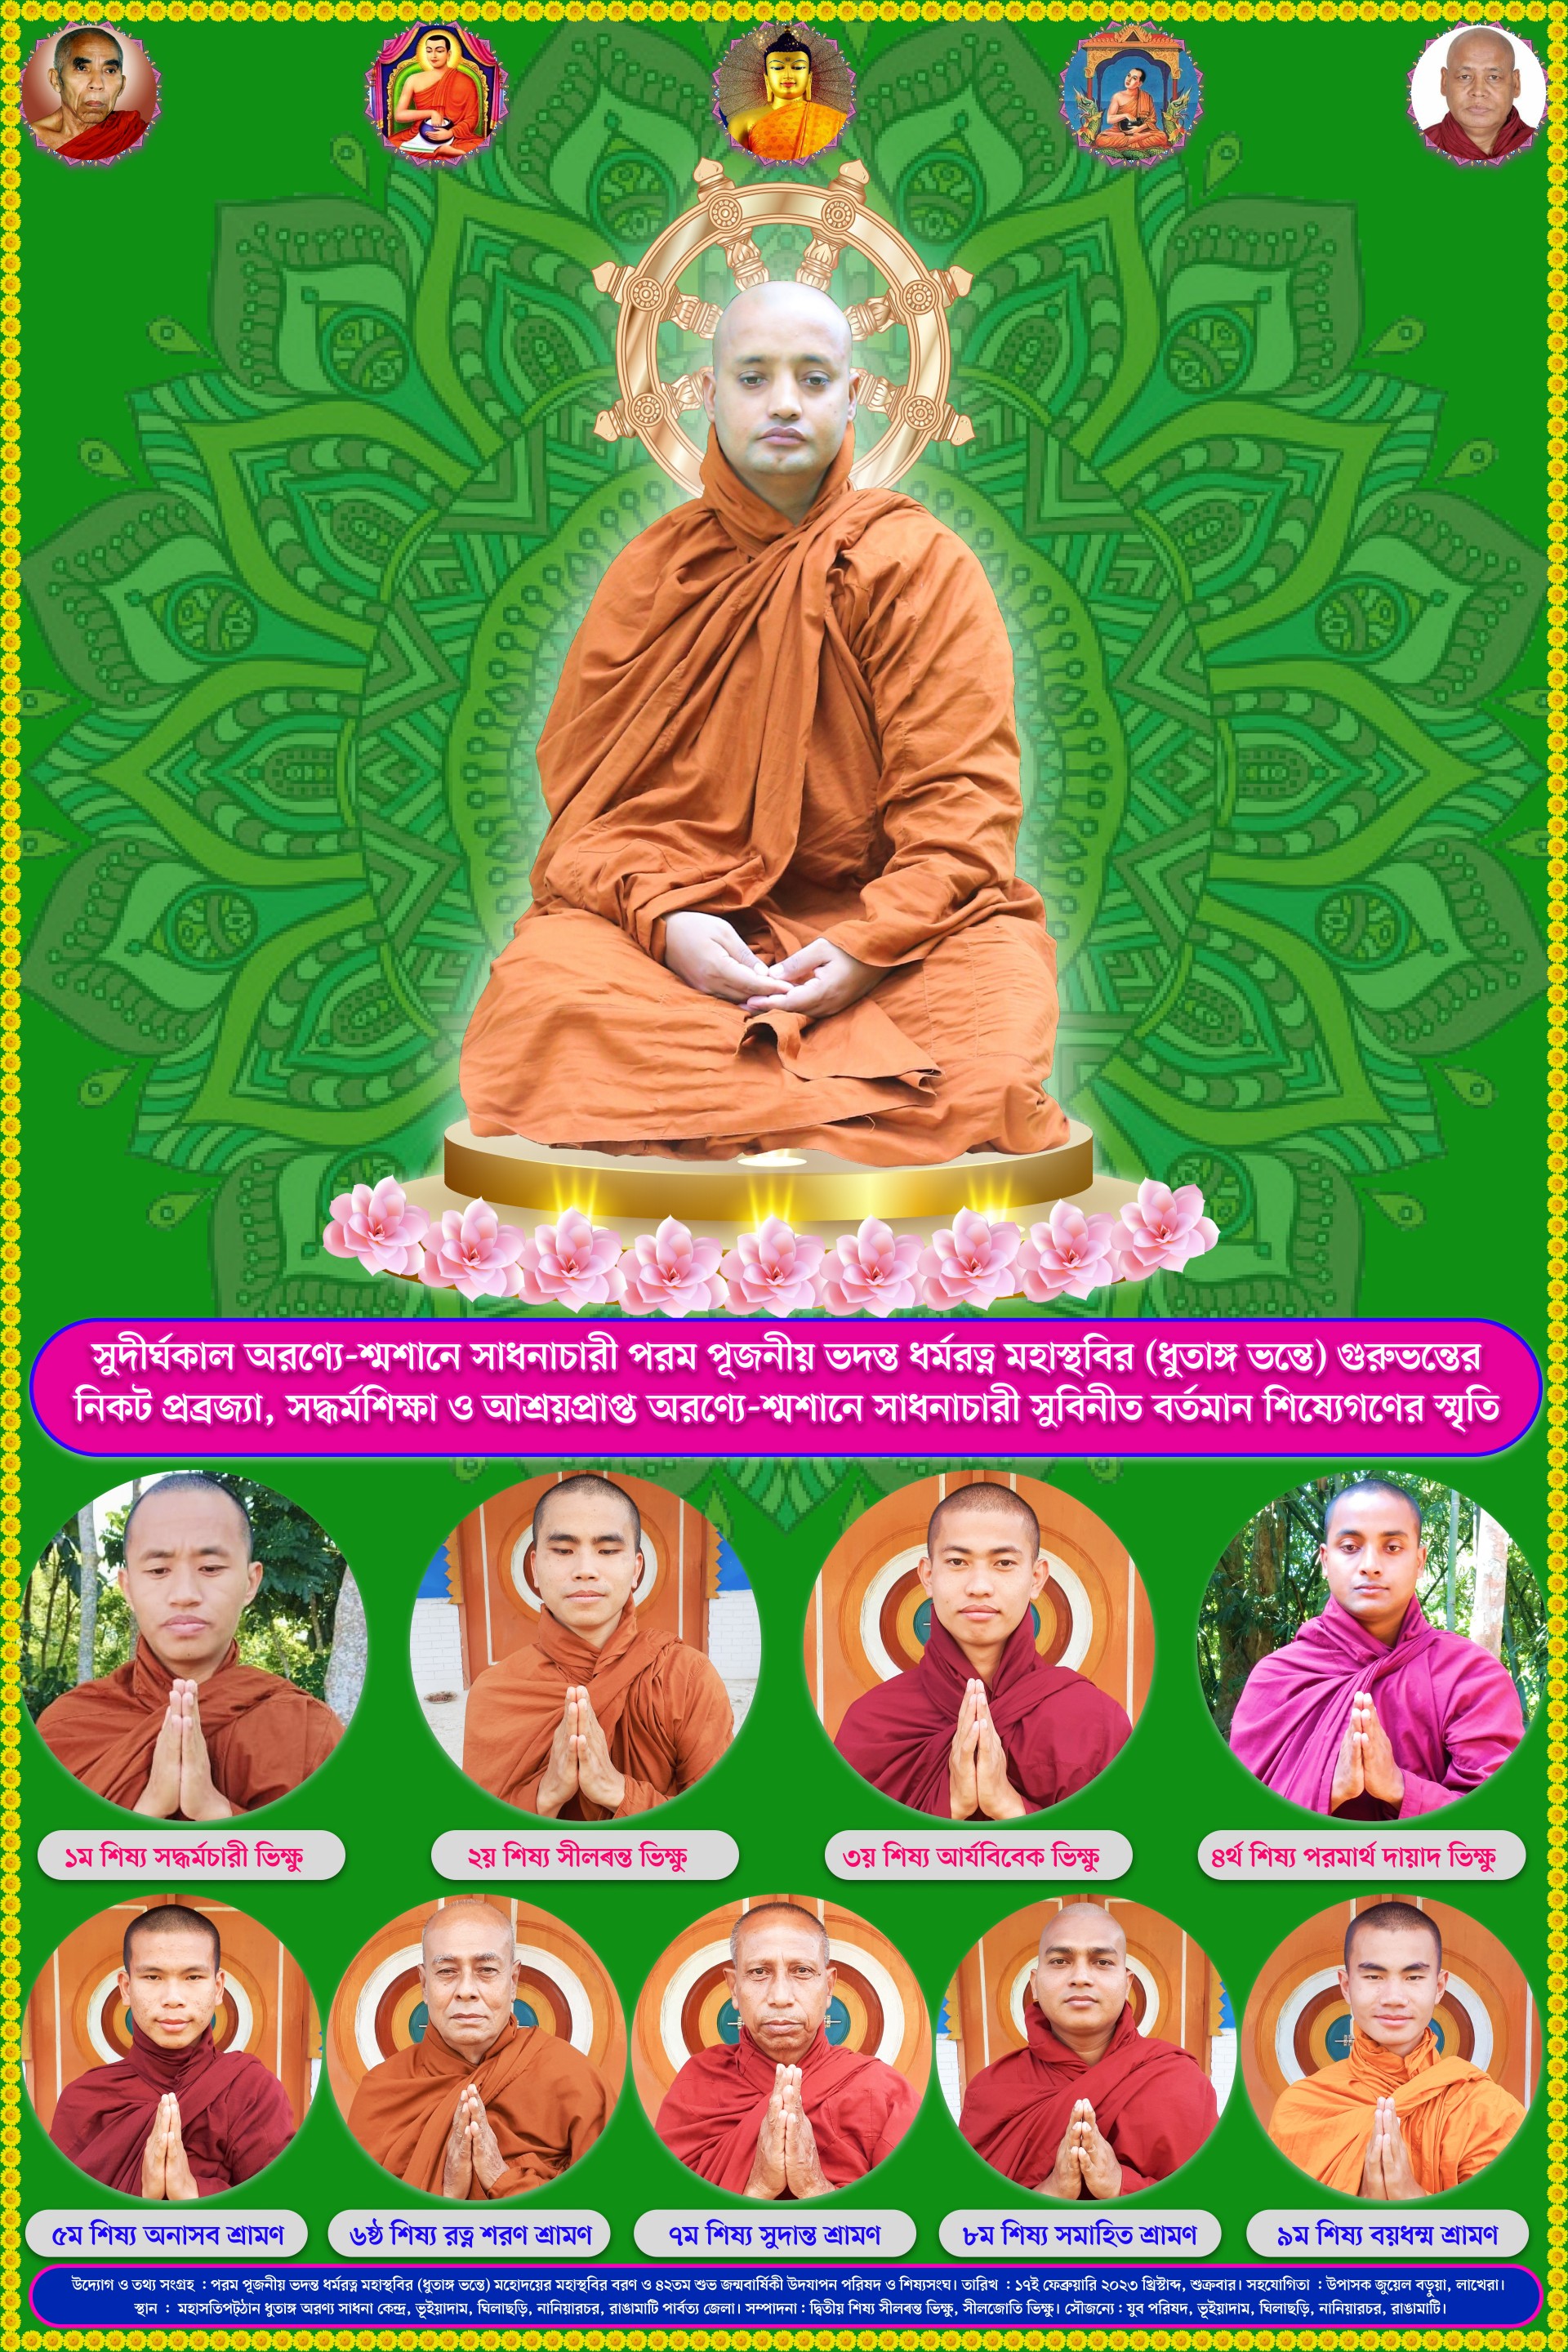 সুদীর্ঘকাল অরণ্যে-শ্মশানে সাধনাচারী পরম পূজনীয় ভদন্ত ধর্মরত্ন মহাস্থবির (ধুতাঙ্গ ভন্তে) গুরুভন্তের
নিকট প্রব্রজ্যা, সদ্ধর্মশিক্ষা ও আশ্রয়প্রাপ্ত অরণ্যে-শ্মশানে সাধনাচারী সুবিনীত বর্তমান শিষ্যেগণের স্মৃতি
১ম শিষ্য সদ্ধর্মচারী ভিক্ষু
২য় শিষ্য সীলৰন্ত ভিক্ষু
৩য় শিষ্য আর্যবিবেক ভিক্ষু
৪র্থ শিষ্য পরমার্থ দায়াদ ভিক্ষু
৫ম শিষ্য অনাসব শ্রামণ
৬ষ্ঠ শিষ্য রত্ন শরণ শ্রামণ
৭ম শিষ্য সুদান্ত শ্রামণ
৮ম শিষ্য সমাহিত শ্রামণ
৯ম শিষ্য বয়ধম্ম শ্রামণ
উদ্যোগ ও তথ্য সংগ্রহ : পরম পূজনীয় ভদন্ত ধর্মরত্ন মহাস্থবির (ধুতাঙ্গ ভন্তে) মহোদয়ের মহাস্থবির বরণ ও ৪২তম শুভ জন্মবার্ষিকী উদযাপন পরিষদ ও শিষ্যসংঘ। তারিখ : ১৭ই ফেব্রুয়ারি ২০২৩ খ্রিস্টাব্দ, শুক্রবার। সহযোগিতা : উপাসক জুয়েল বড়ুয়া, লাখেরা।
স্থান : মহাসতিপট্ঠান ধুতাঙ্গ অরণ্য সাধনা কেন্দ্র, ভূইয়াদাম, ঘিলাছড়ি, নানিয়ারচর, রাঙামাটি পার্বত্য জেলা। সম্পাদনা : দ্বিতীয় শিষ্য সীলৰন্ত ভিক্ষু, সীলজোতি ভিক্ষু। সৌজন্যে : যুব পরিষদ, ভূইয়াদাম, ঘিলাছড়ি, নানিয়ারচর, রাঙামাটি।